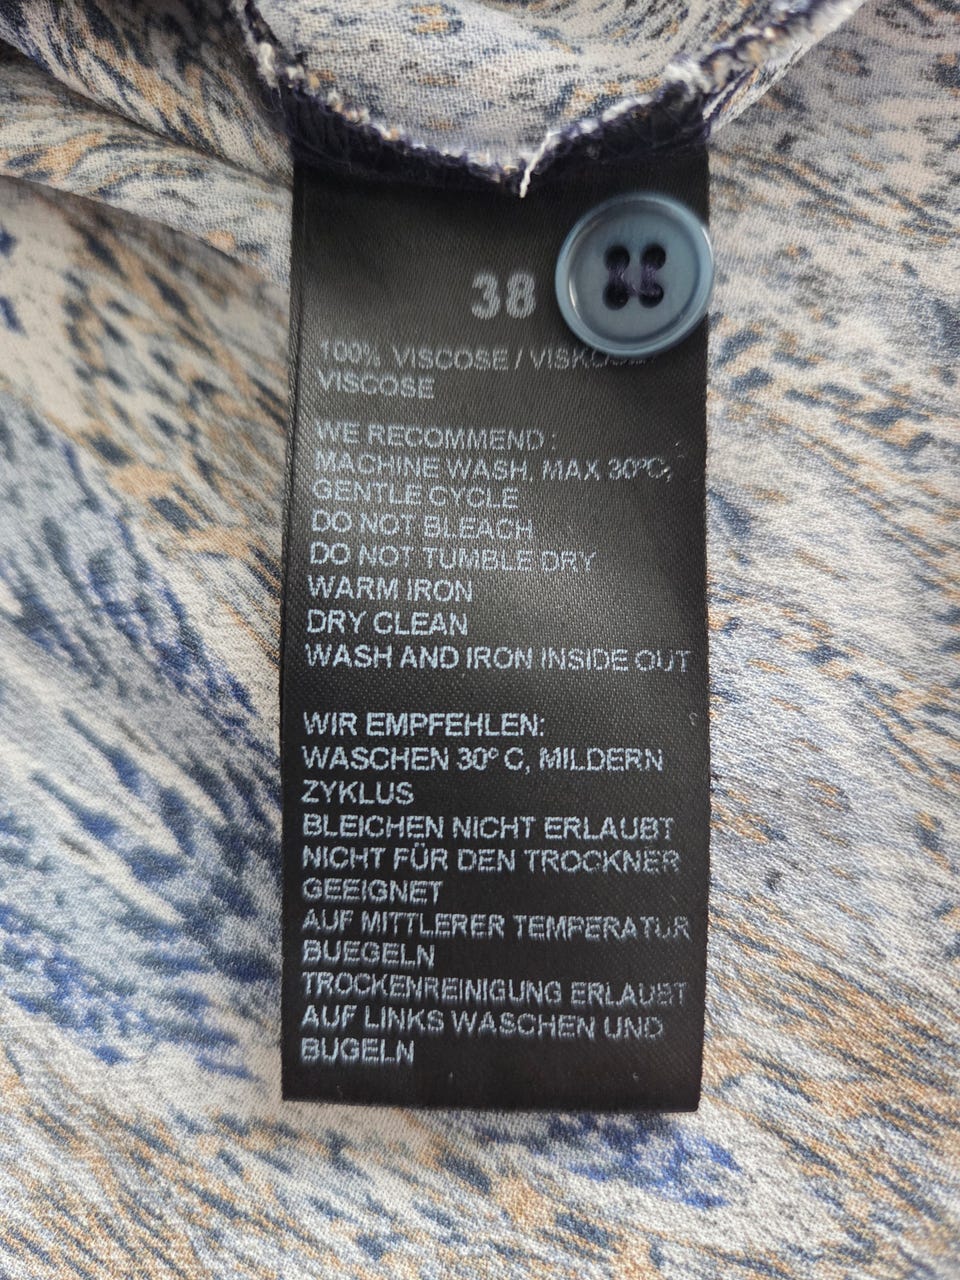 38
100% VISCOSE / VISKOSE
VISCOSE
WE RECOMMEND :
MACHINE WASH, MAX 30ºC,
GENTLE CYCLE
DO NOT BLEACH
DO NOT TUMBLE DRY
WARM IRON
DRY CLEAN
WASH AND IRON INSIDE OUT
WIR EMPFEHLEN:
WASCHEN 30º C, MILDERN
ZYKLUS
BLEICHEN NICHT ERLAUBT
NICHT FÜR DEN TROCKNER
GEEIGNET
AUF MITTLERER TEMPERATUR
BUEGELN
TROCKENREINIGUNG ERLAUBT
AUF LINKS WASCHEN UND
BUGELN